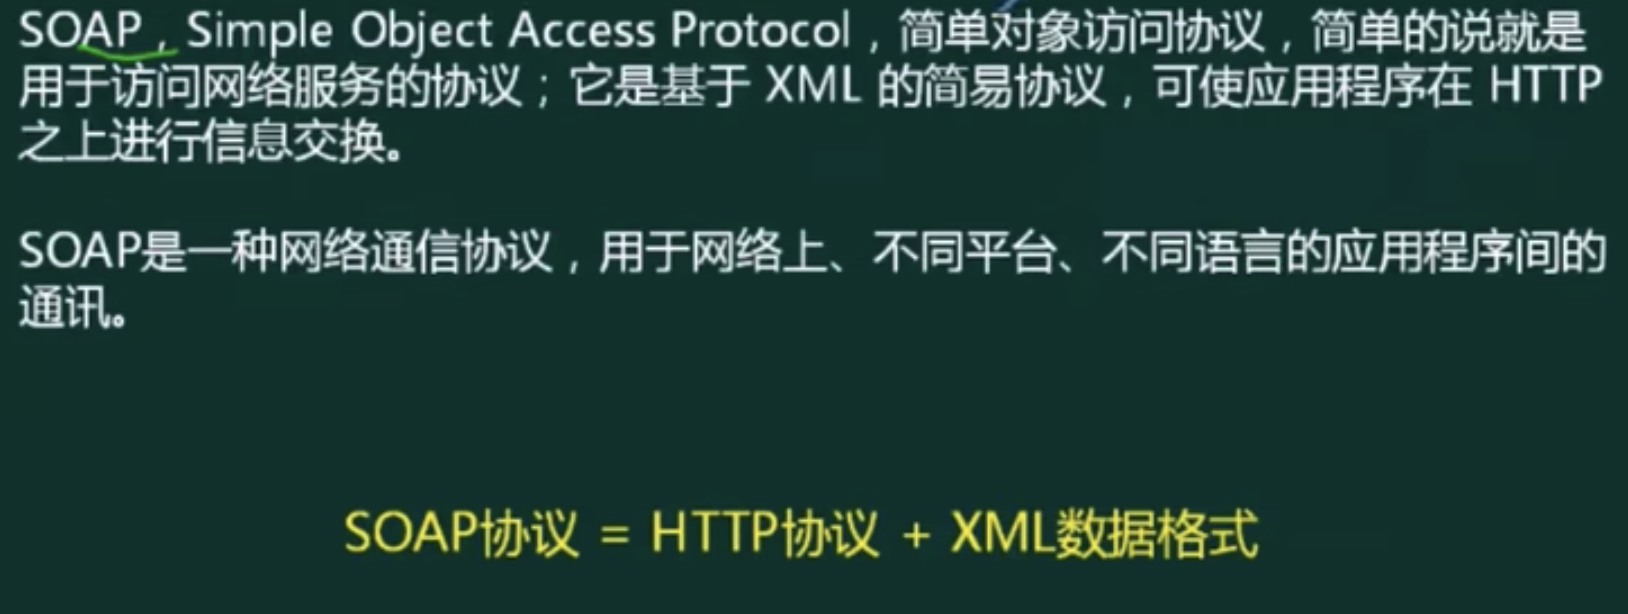 SOAP，Simple Object Access Protocol，简单对象访问协议，简单的说就是
用于访问网络服务的协议；它是基于 XML 的简易协议，可使应用程序在 HTTP
之上进行信息交换。
SOAP是一种网络通信协议，用于网络上、不同平台、不同语言的应用程序间的
通讯。
SOAP协议 = HTTP协议 + XML数据格式